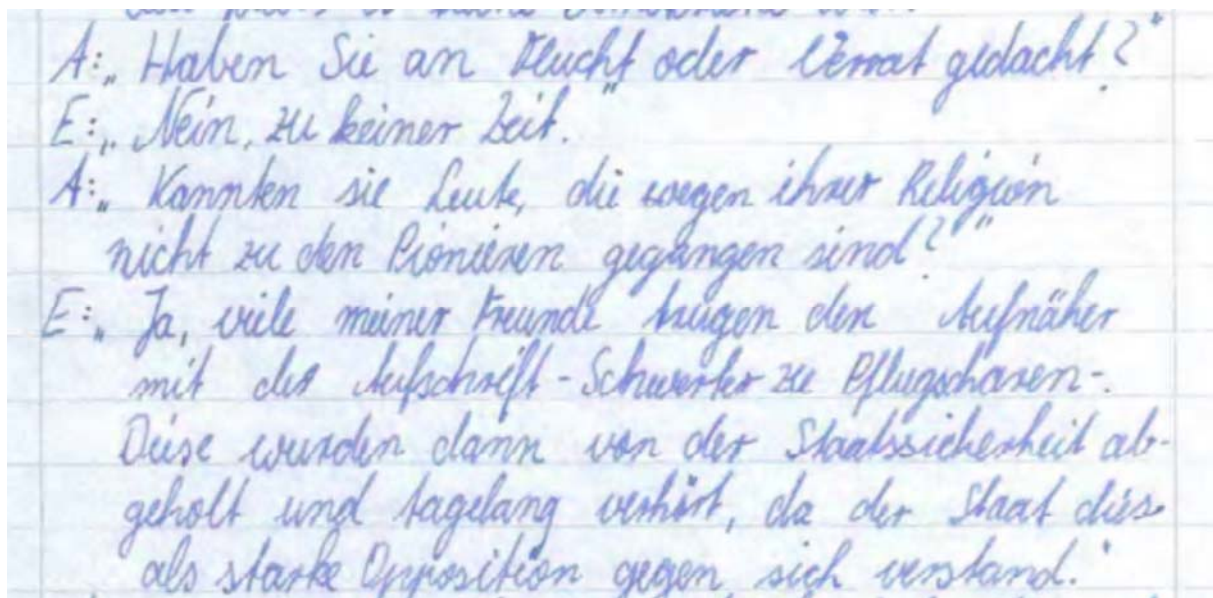 A: „Haben Sie an Flucht oder Verrat gedacht?"
E: „Nein, zu keiner Zeit."
A: „Kannten sie Leute, die wegen ihrer Religion
nicht zu den Pionieren gegangen sind?"
E: „Ja, viele meiner Freunde trugen den Aufnäher
mit der Aufschrift - Schwerter zu Pflugscharen -.
Diese wurden dann von der Staatssicherheit ab-
geholt und tagelang verhört, da der Staat dies
als starke Opposition gegen sich verstand."